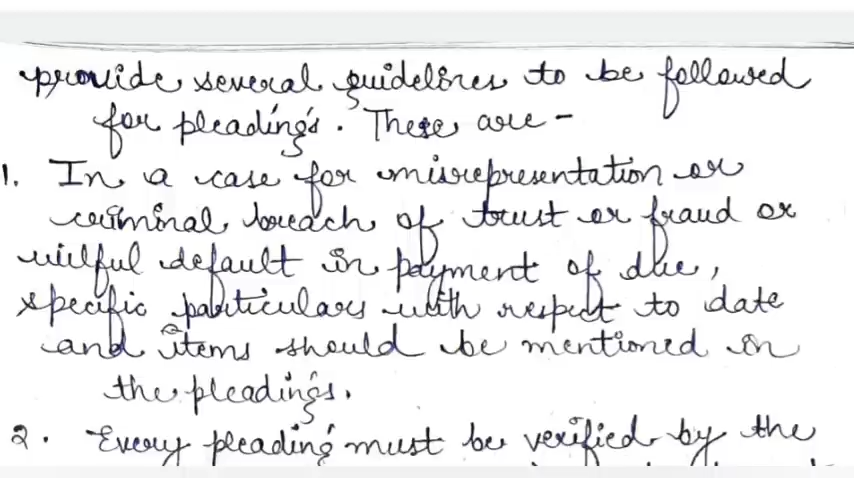 provide several guidelines to be followed
for pleadings. These are -
1. In a case for misrepresentation or
criminal breach of trust or fraud or
wilful default in payment of due,
specific particulars with respect to date
and items should be mentioned in
the pleadings.
2. Every pleading must be verified by the